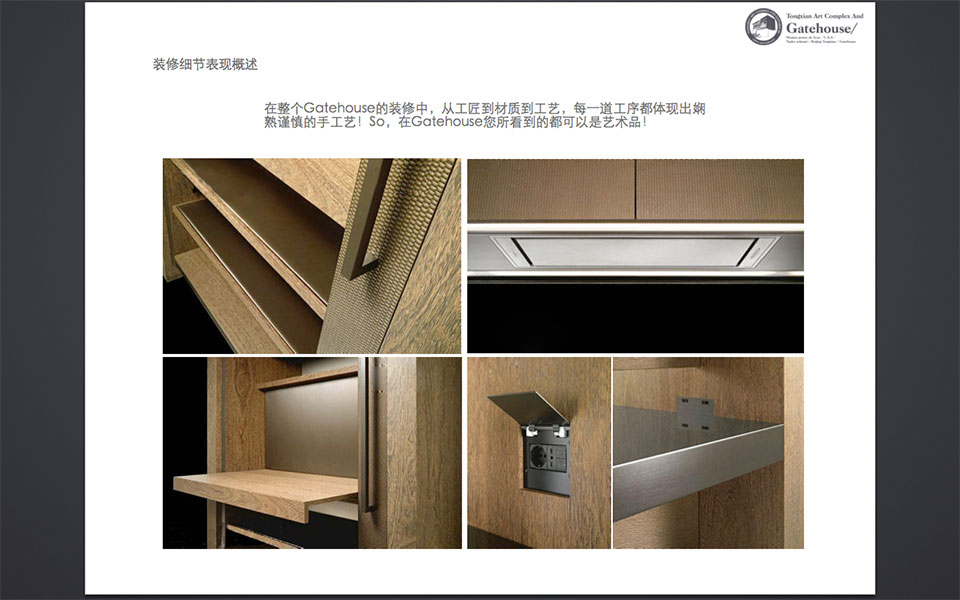 Tongxian Art Complex And
Gatehouse/
装修细节表现概述
在整个Gatehouse的装修中，从工匠到材质到工艺，每一道工序都体现出娴
熟谨慎的手工艺！So，在Gatehouse您所看到的都可以是艺术品！